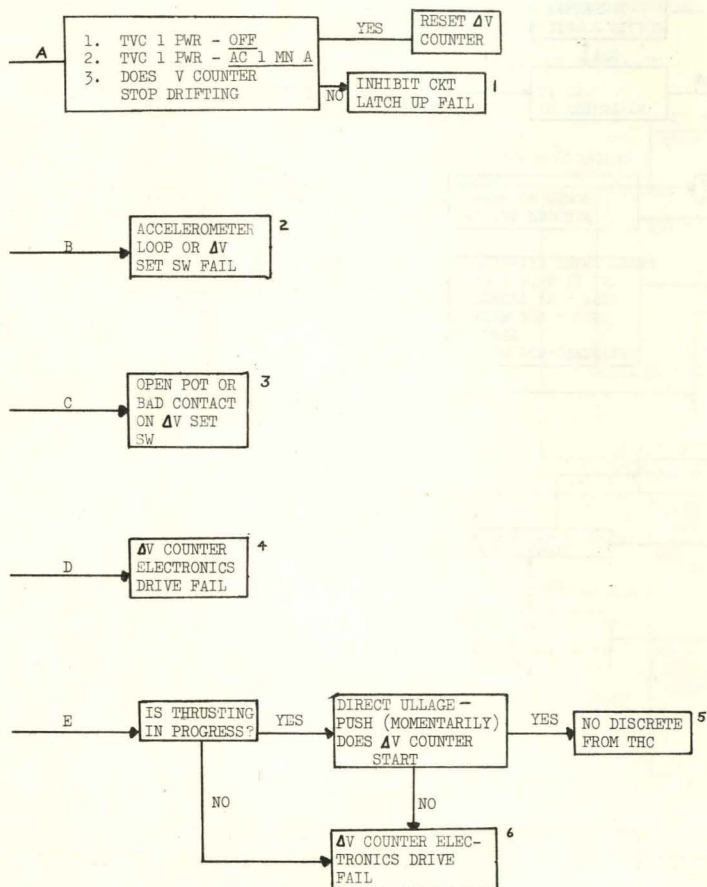 A
1. TVC 1 PWR - OFF
2. TVC 1 PWR - AC 1 MN A
3. DOES V COUNTER
STOP DRIFTING
YES
RESET ΔV
COUNTER
NO
INHIBIT CKT
LATCH UP FAIL
1
B
ACCELEROMETER
LOOP OR ΔV
SET SW FAIL
2
C
OPEN POT OR
BAD CONTACT
ON ΔV SET
SW
3
D
ΔV COUNTER
ELECTRONICS
DRIVE FAIL
4
E
IS THRUSTING
IN PROGRESS?
YES
DIRECT ULLAGE -
PUSH (MOMENTARILY)
DOES ΔV COUNTER
START
YES
NO DISCRETE
FROM THC
5
NO
NO
ΔV COUNTER ELEC-
TRONICS DRIVE
FAIL
6